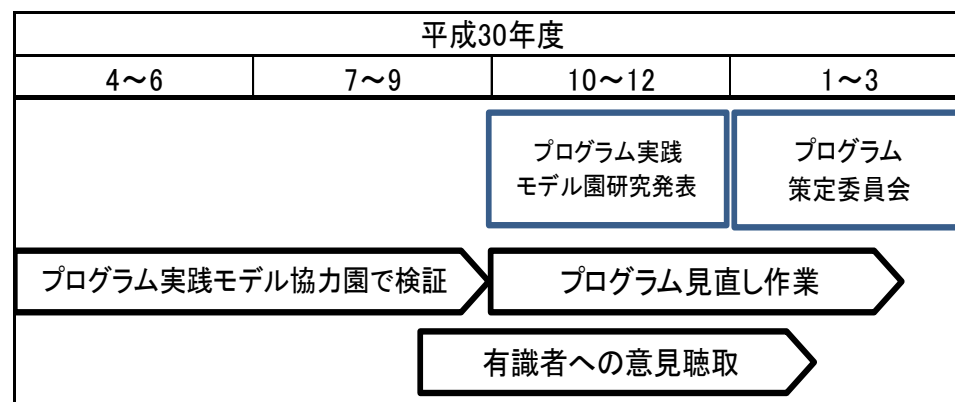 平成30年度
4～6 7～9 10～12 1～3
プログラム実践
モデル園研究発表
プログラム
策定委員会
プログラム実践モデル協力園で検証
プログラム見直し作業
有識者への意見聴取